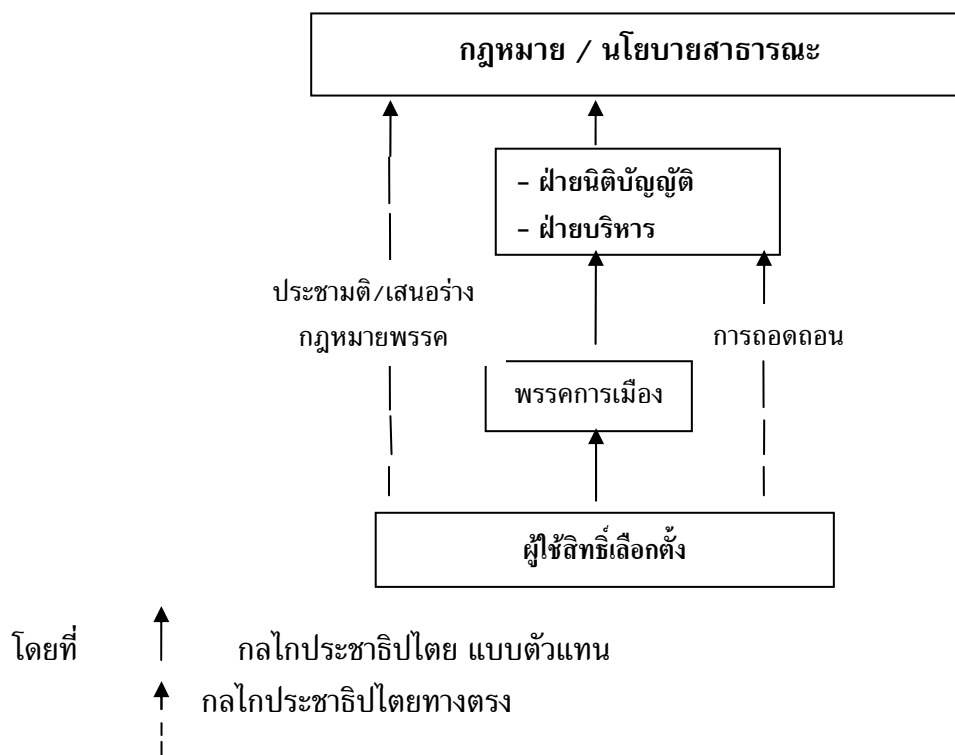 กฎหมาย / นโยบายสาธารณะ
- ฝ่ายนิติบัญญัติ
- ฝ่ายบริหาร
ประชามติ/เสนอร่าง
กฎหมายพรรค
การถอดถอน
พรรคการเมือง
ผู้ใช้สิทธิ์เลือกตั้ง
โดยที่ กลไกประชาธิปไตย แบบตัวแทน
กลไกประชาธิปไตยทางตรง